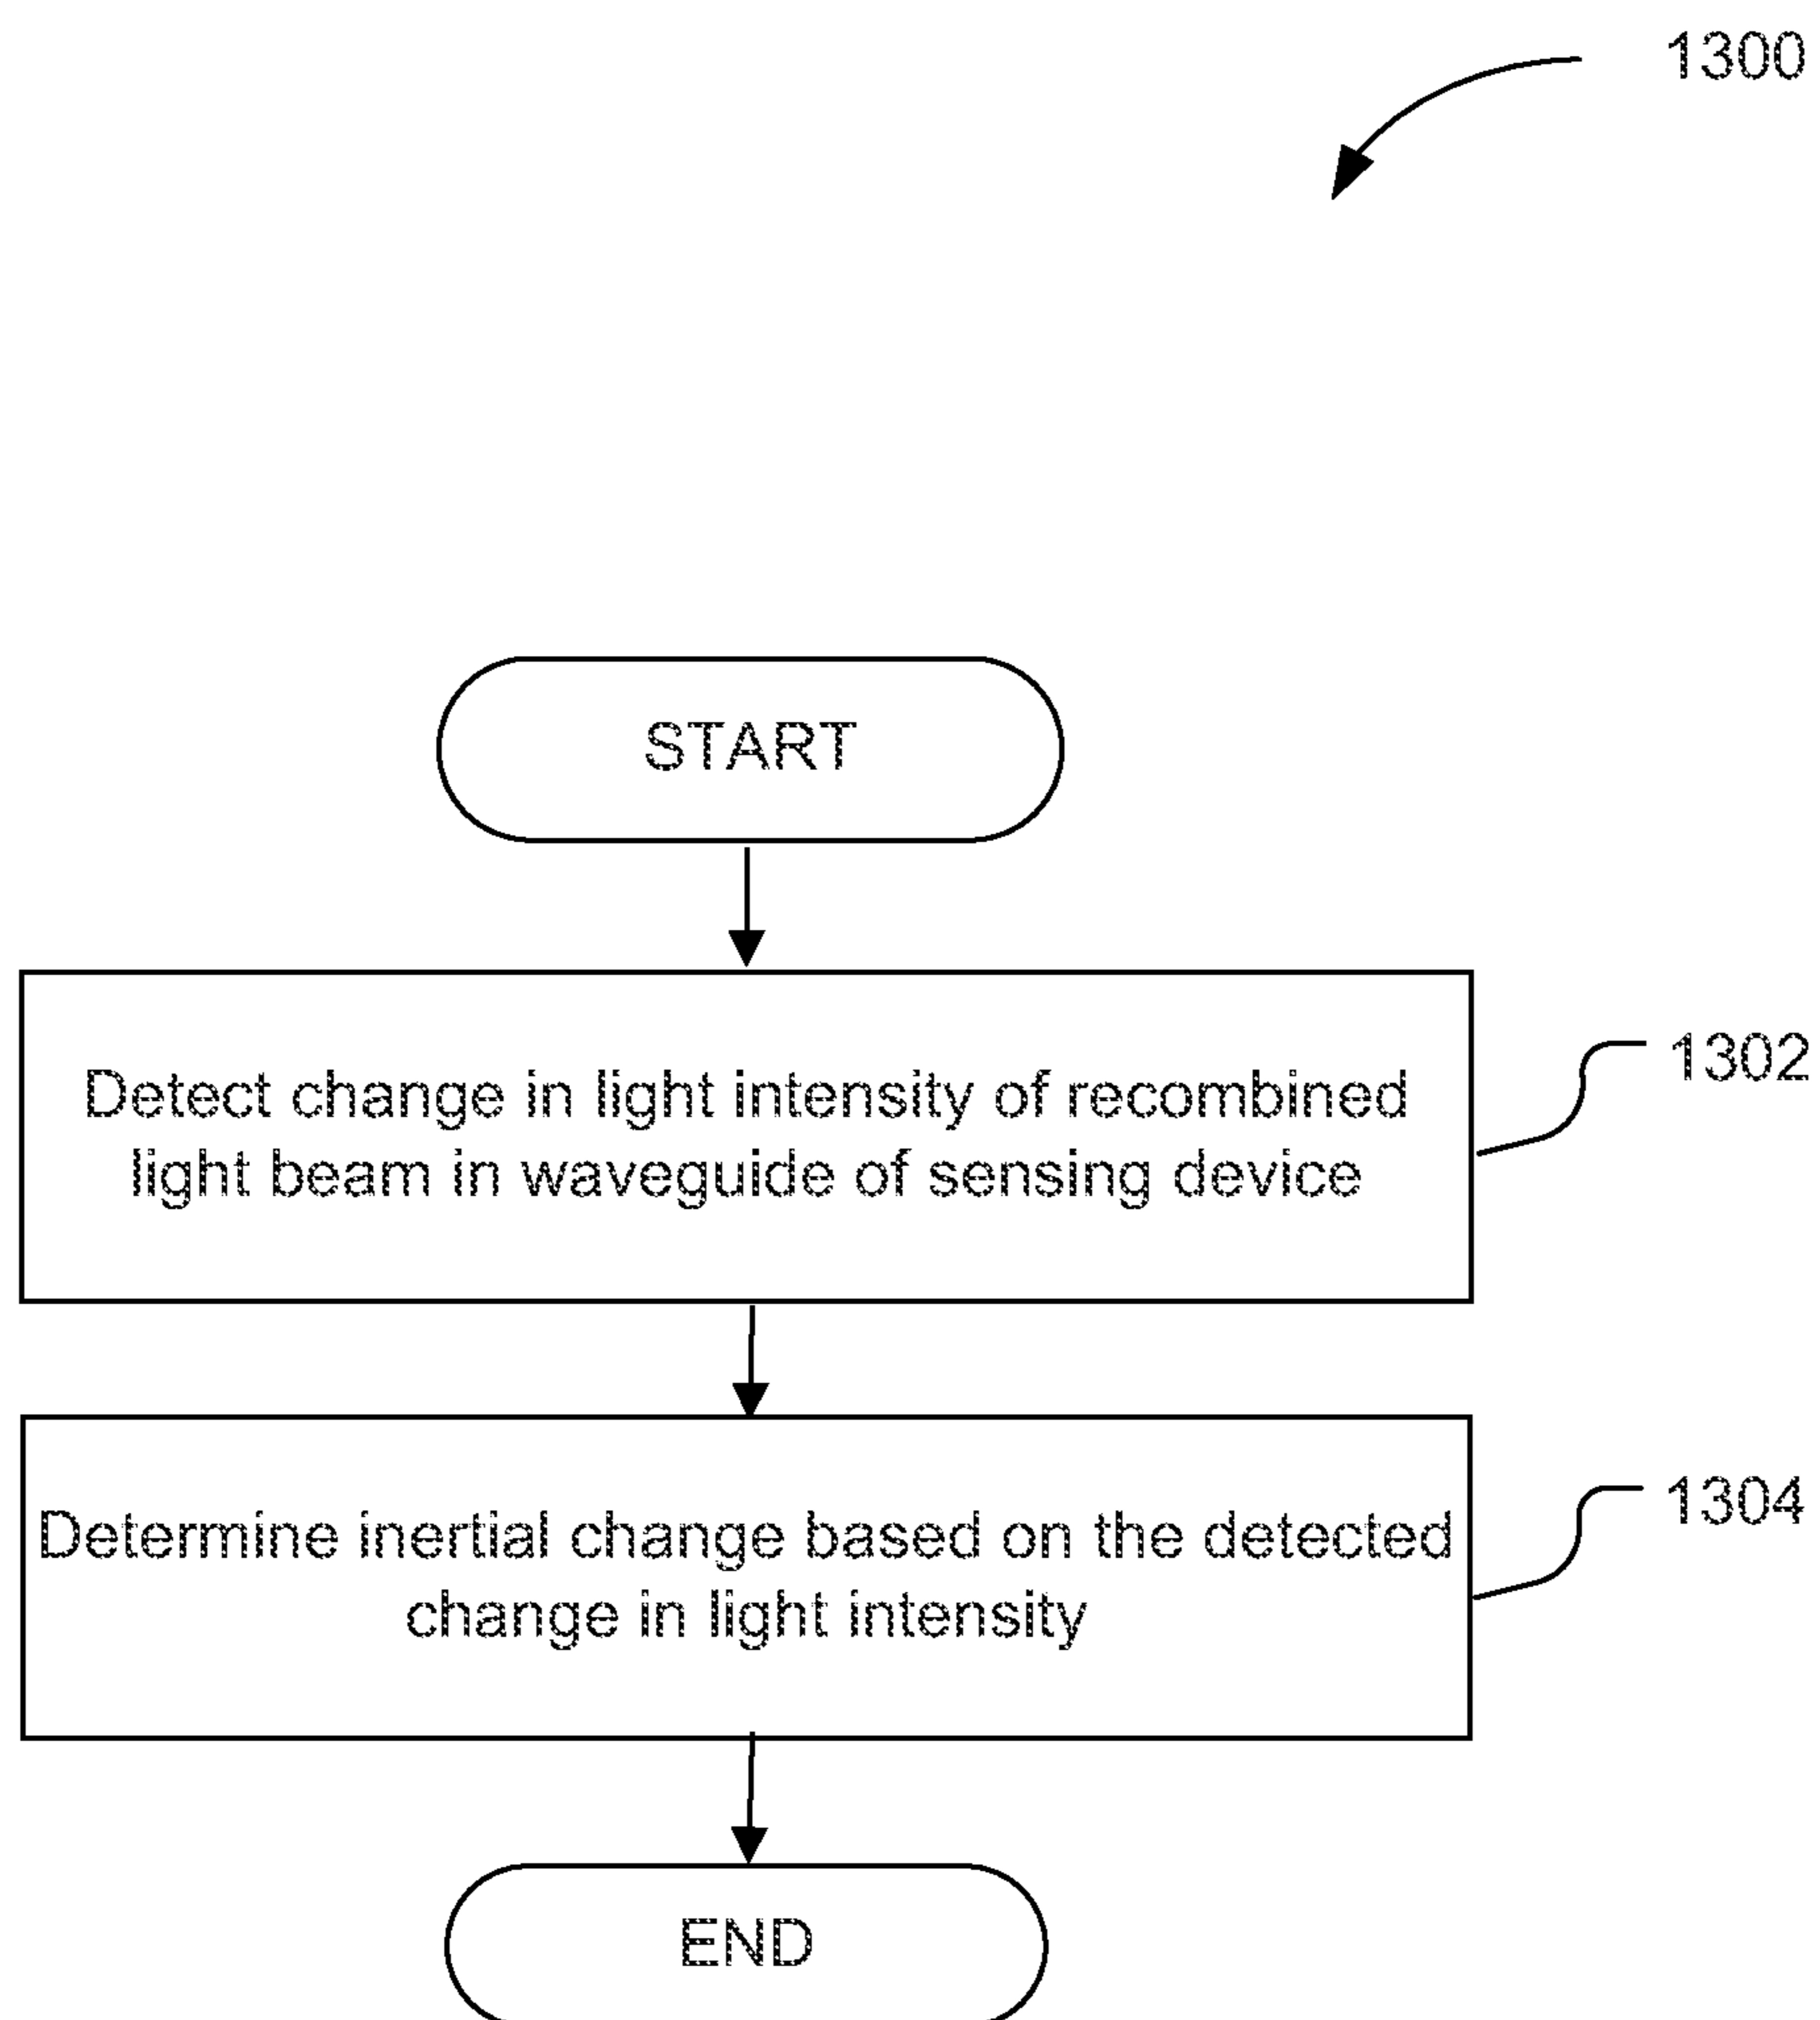 1300
START
Detect change in light intensity of recombined
light beam in waveguide of sensing device
1302
Determine inertial change based on the detected
change in light intensity
1304
END